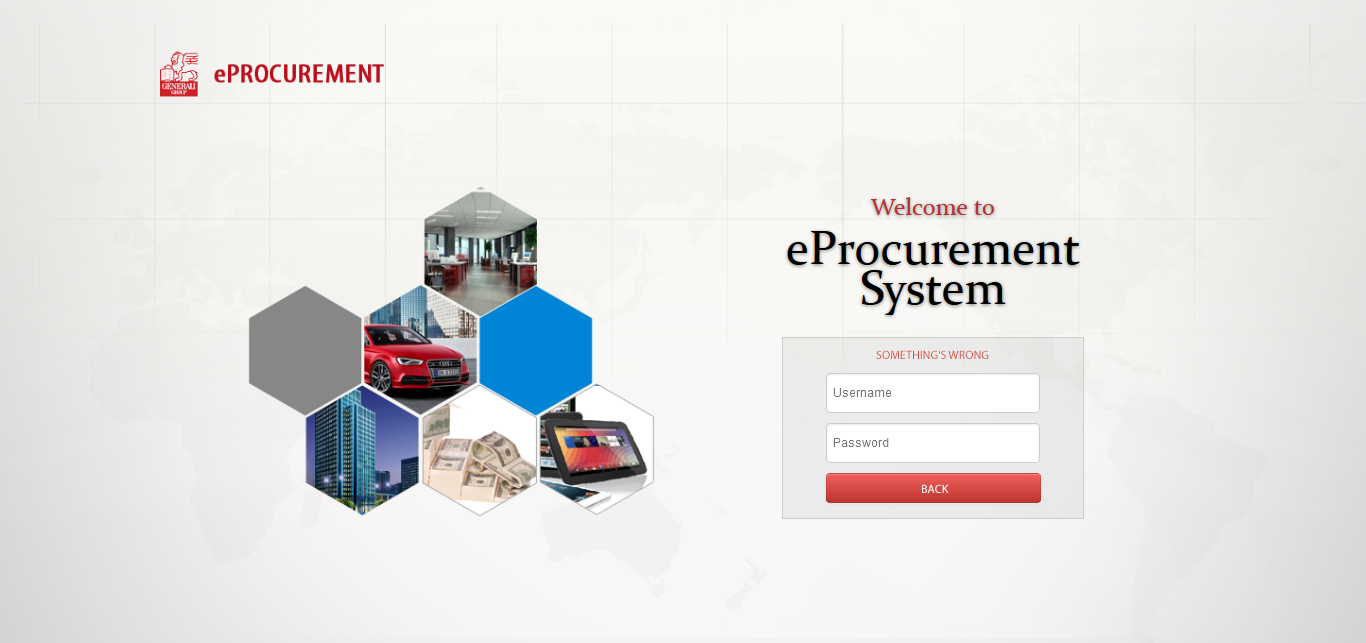 GENERALI
GROUP
ePROCUREMENT
Welcome to
eProcurement
System
SOMETHING'S WRONG
Username
Password
BACK